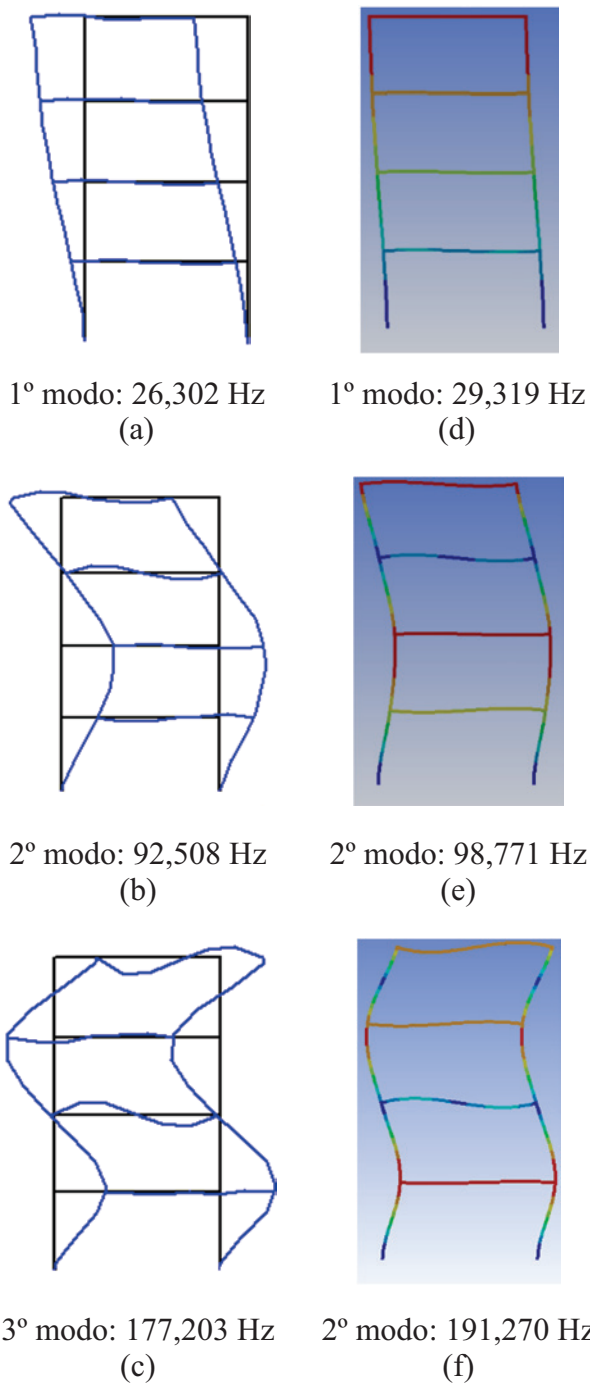 1º modo: 26,302 Hz
(a)
1º modo: 29,319 Hz
(d)
2º modo: 92,508 Hz
(b)
2º modo: 98,771 Hz
(e)
3º modo: 177,203 Hz
(c)
2º modo: 191,270 Hz
(f)